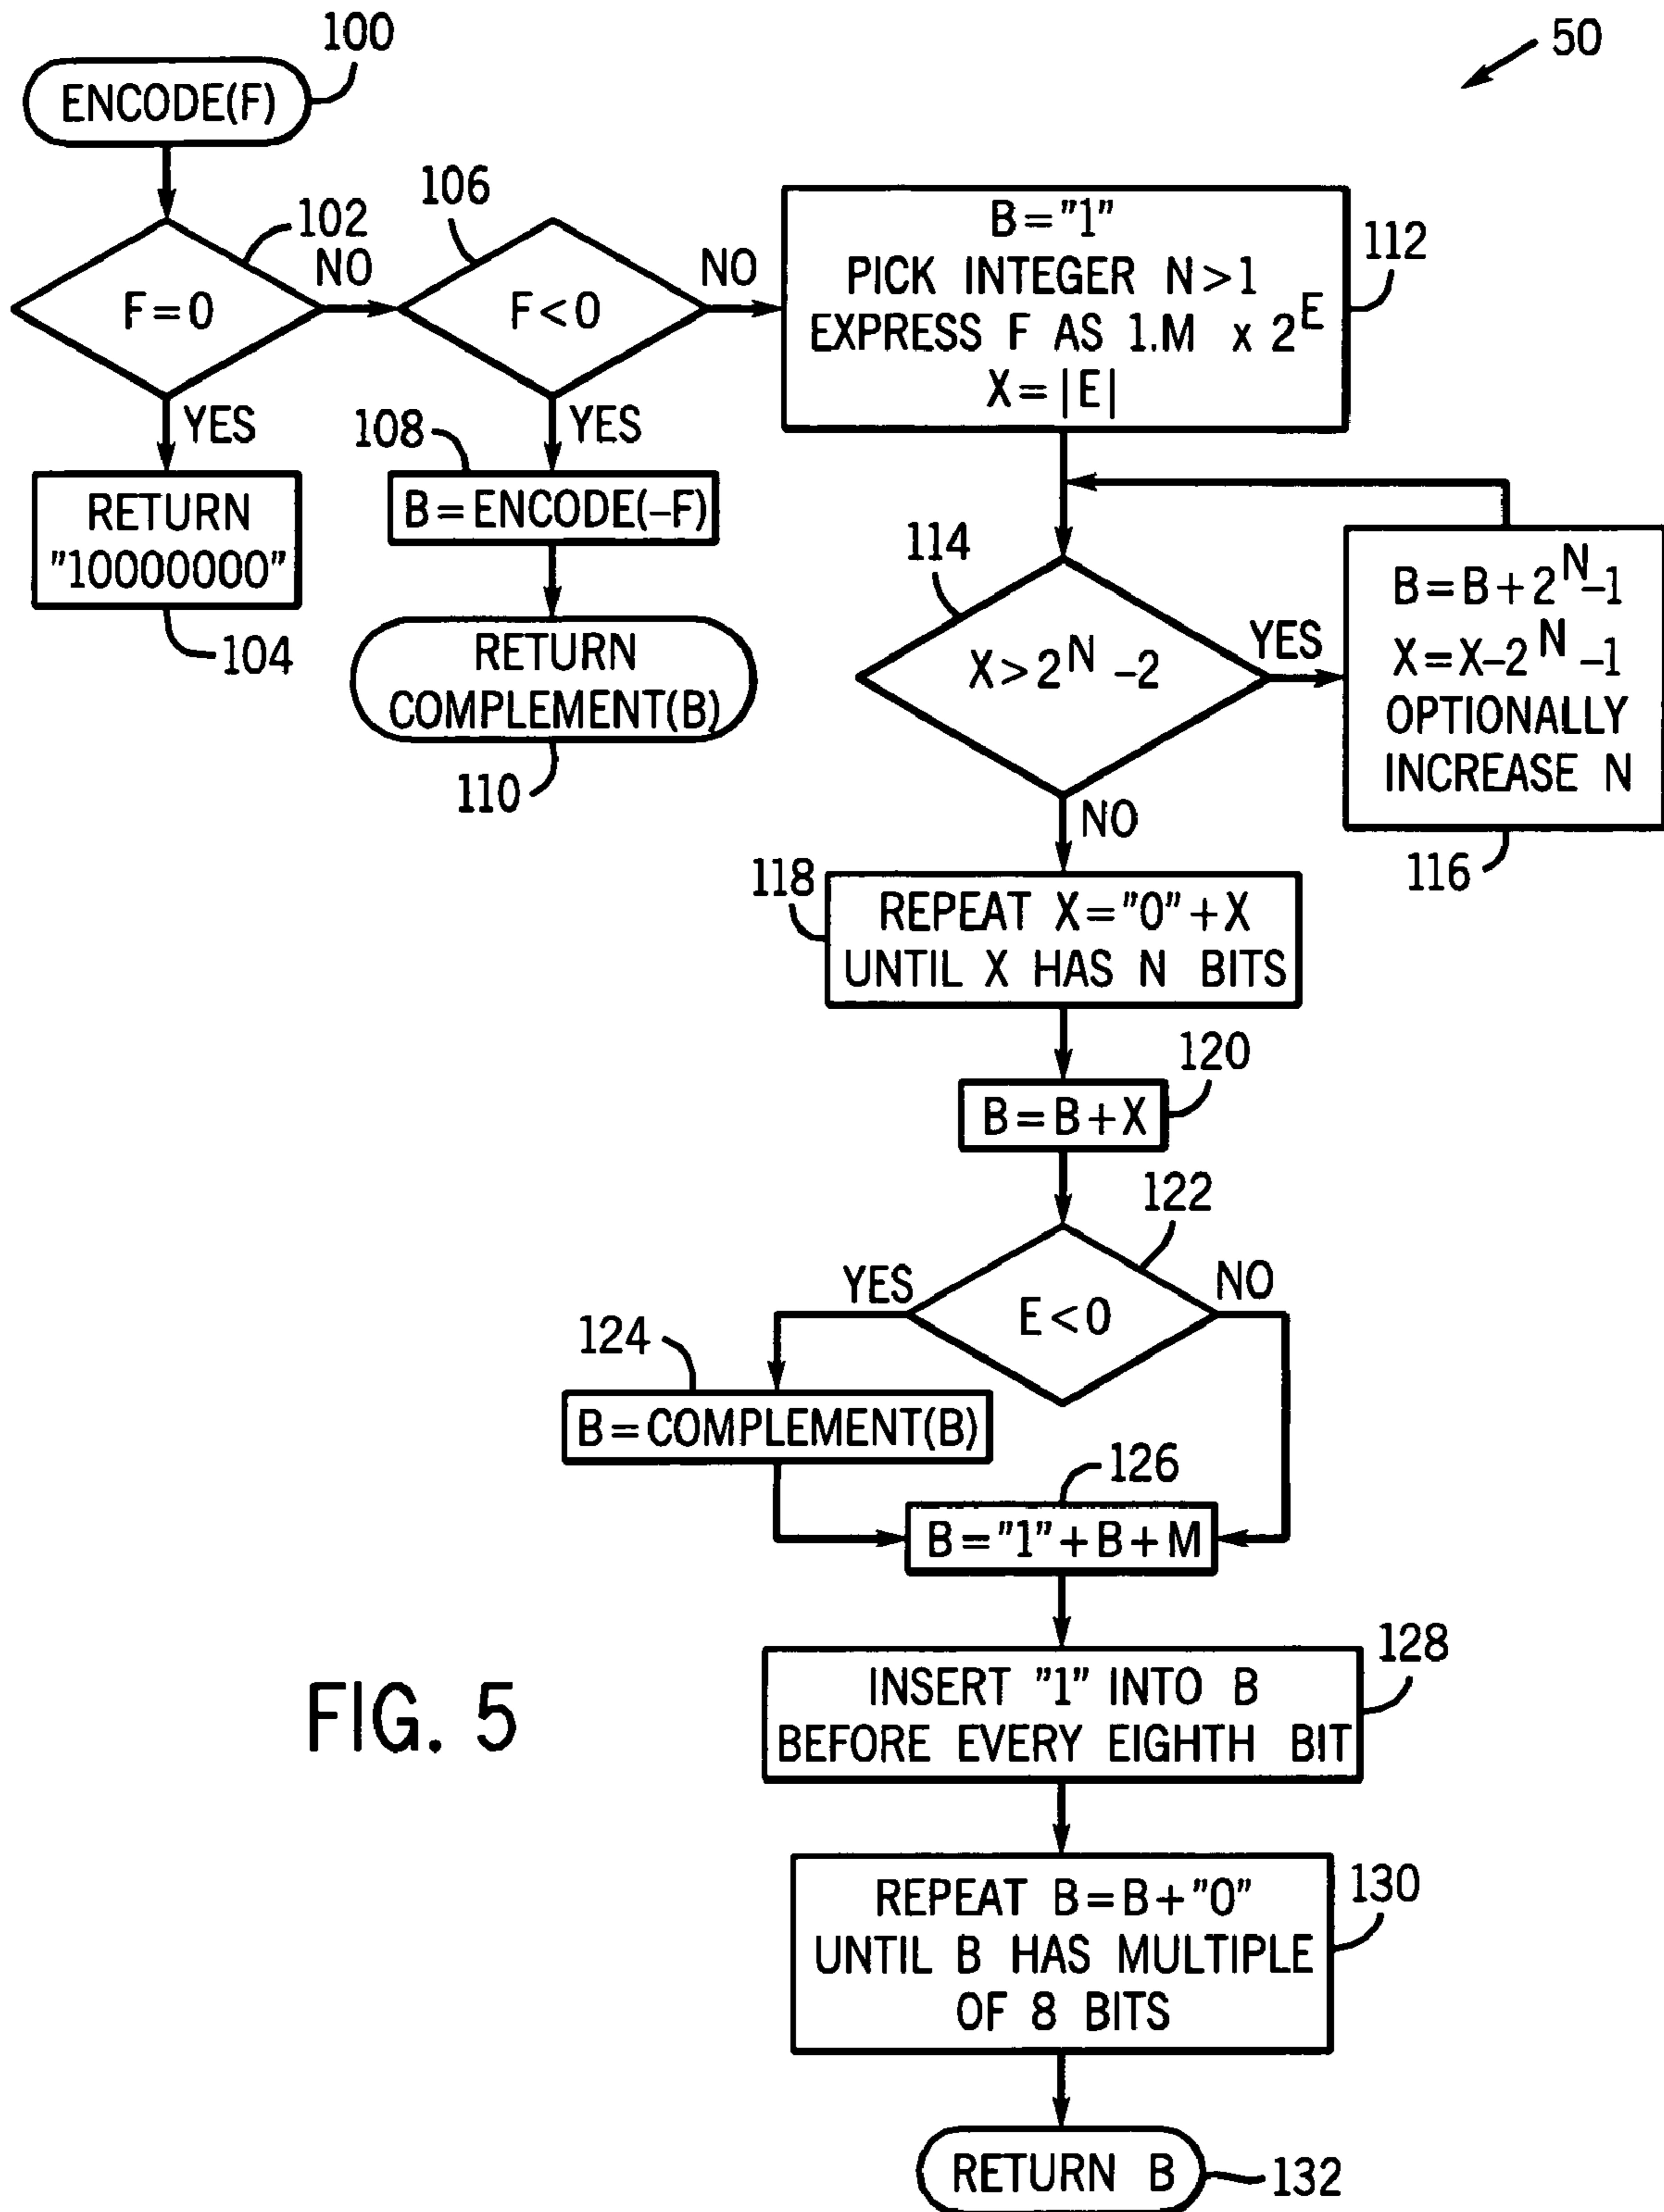 50
100
ENCODE(F)
102
F=0
NO
YES
RETURN
"10000000"
104
106
F<0
NO
YES
108
B=ENCODE(-F)
RETURN
COMPLEMENT(B)
110
B="1"
PICK INTEGER N>1
EXPRESS F AS 1.M x 2^E
X=|E|
112
114
X>2^N -2
YES
NO
B=B+2^N-1
X=X-2^N-1
OPTIONALLY
INCREASE N
116
118
REPEAT X="0"+X
UNTIL X HAS N BITS
120
B=B+X
122
E<0
YES
NO
124
B=COMPLEMENT(B)
126
B="1"+B+M
128
INSERT "1" INTO B
BEFORE EVERY EIGHTH BIT
130
REPEAT B=B+"0"
UNTIL B HAS MULTIPLE
OF 8 BITS
RETURN B
132
FIG. 5